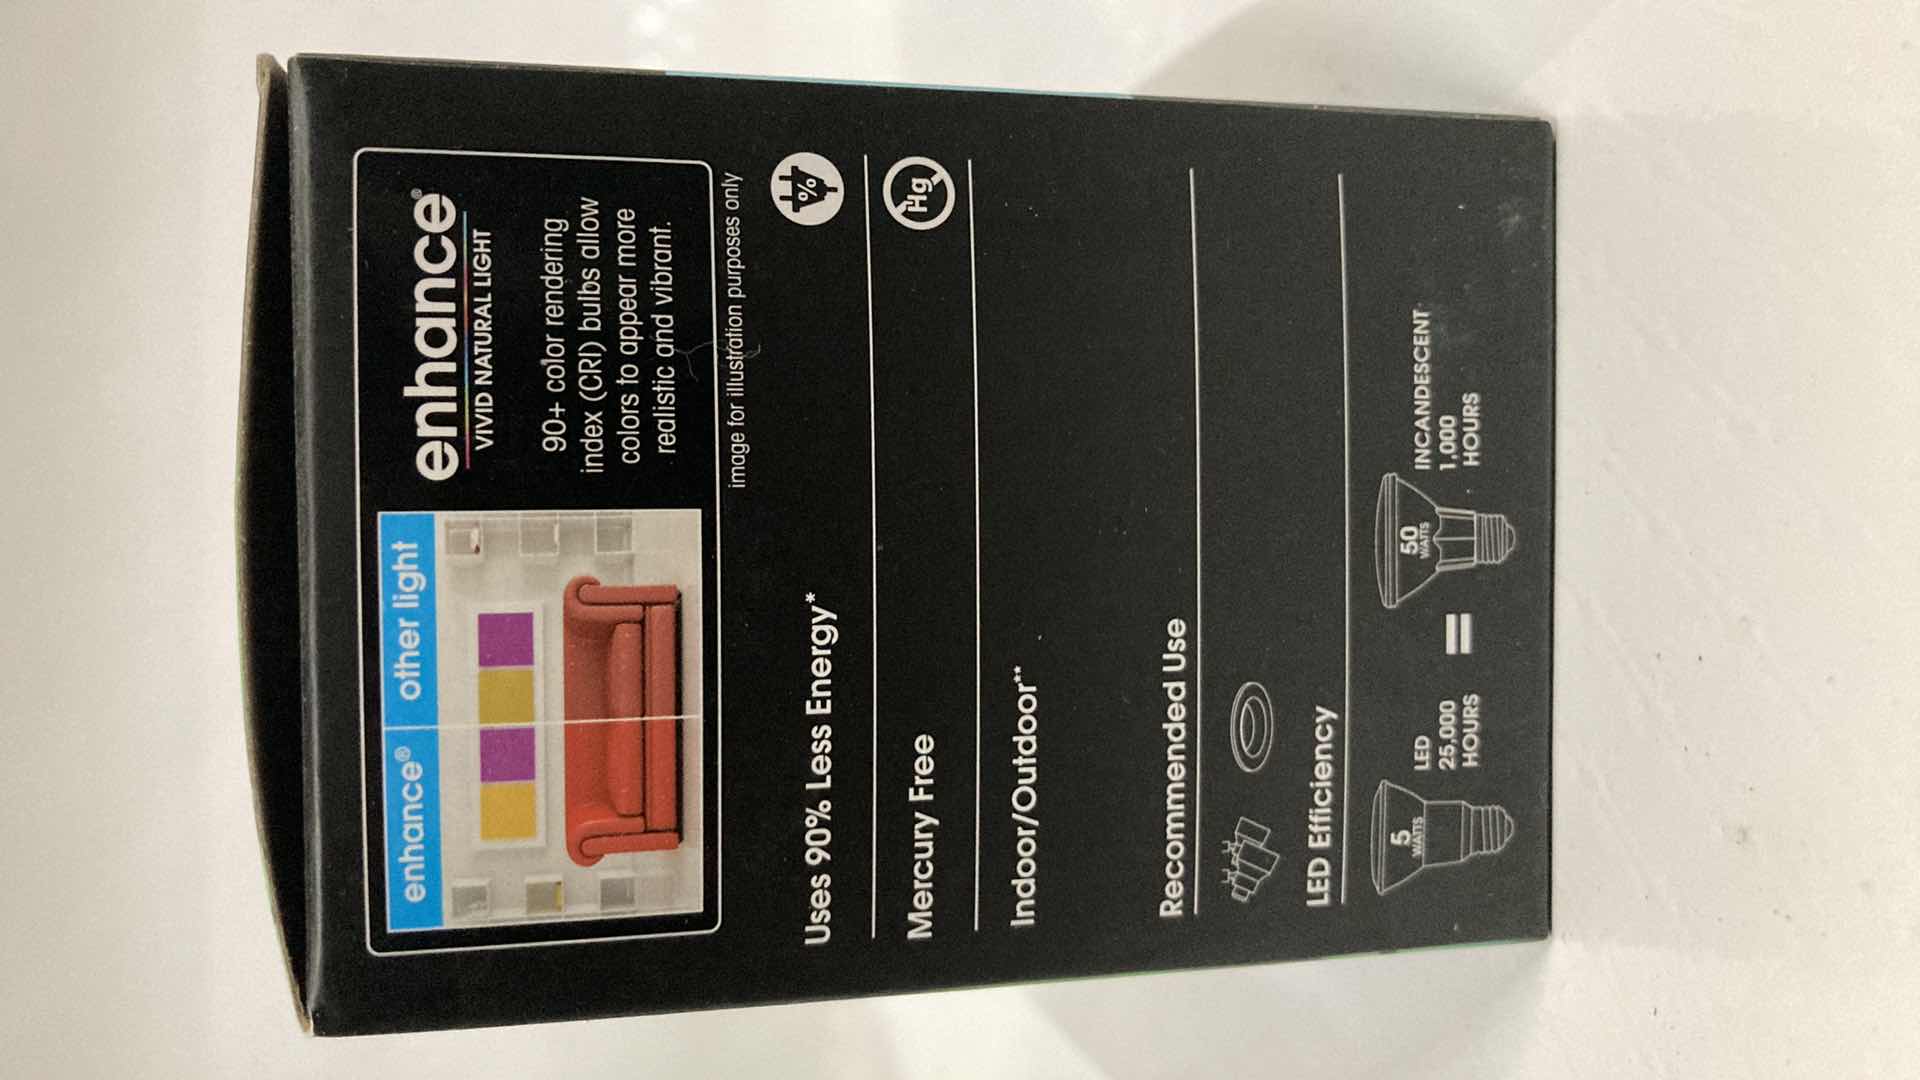 enhance® other light
enhance®
VIVID NATURAL LIGHT
90+ color rendering
index (CRI) bulbs allow
colors to appear more
realistic and vibrant.
image for illustration purposes only
Uses 90% Less Energy*
%
Mercury Free
Hg
Indoor/Outdoor**
Recommended Use
LED Efficiency
5
WATTS
LED
25,000
HOURS
=
50
WATTS
INCANDESCENT
1,000
HOURS